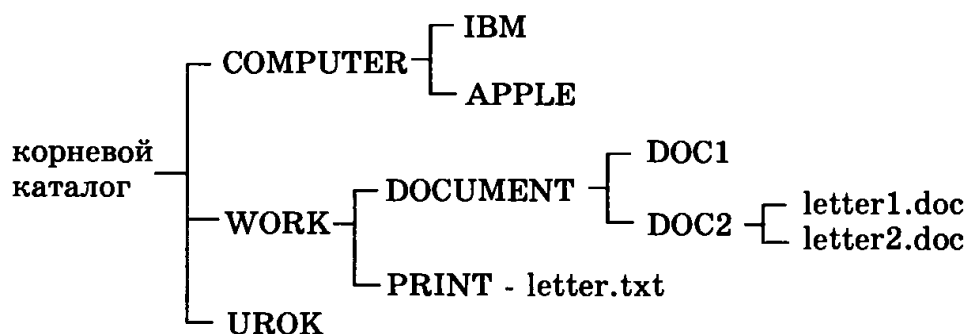 IBM
COMPUTER
APPLE
корневой
каталог
DOC1
DOCUMENT
letter1.doc
DOC2
letter2.doc
WORK
PRINT - letter.txt
UROK